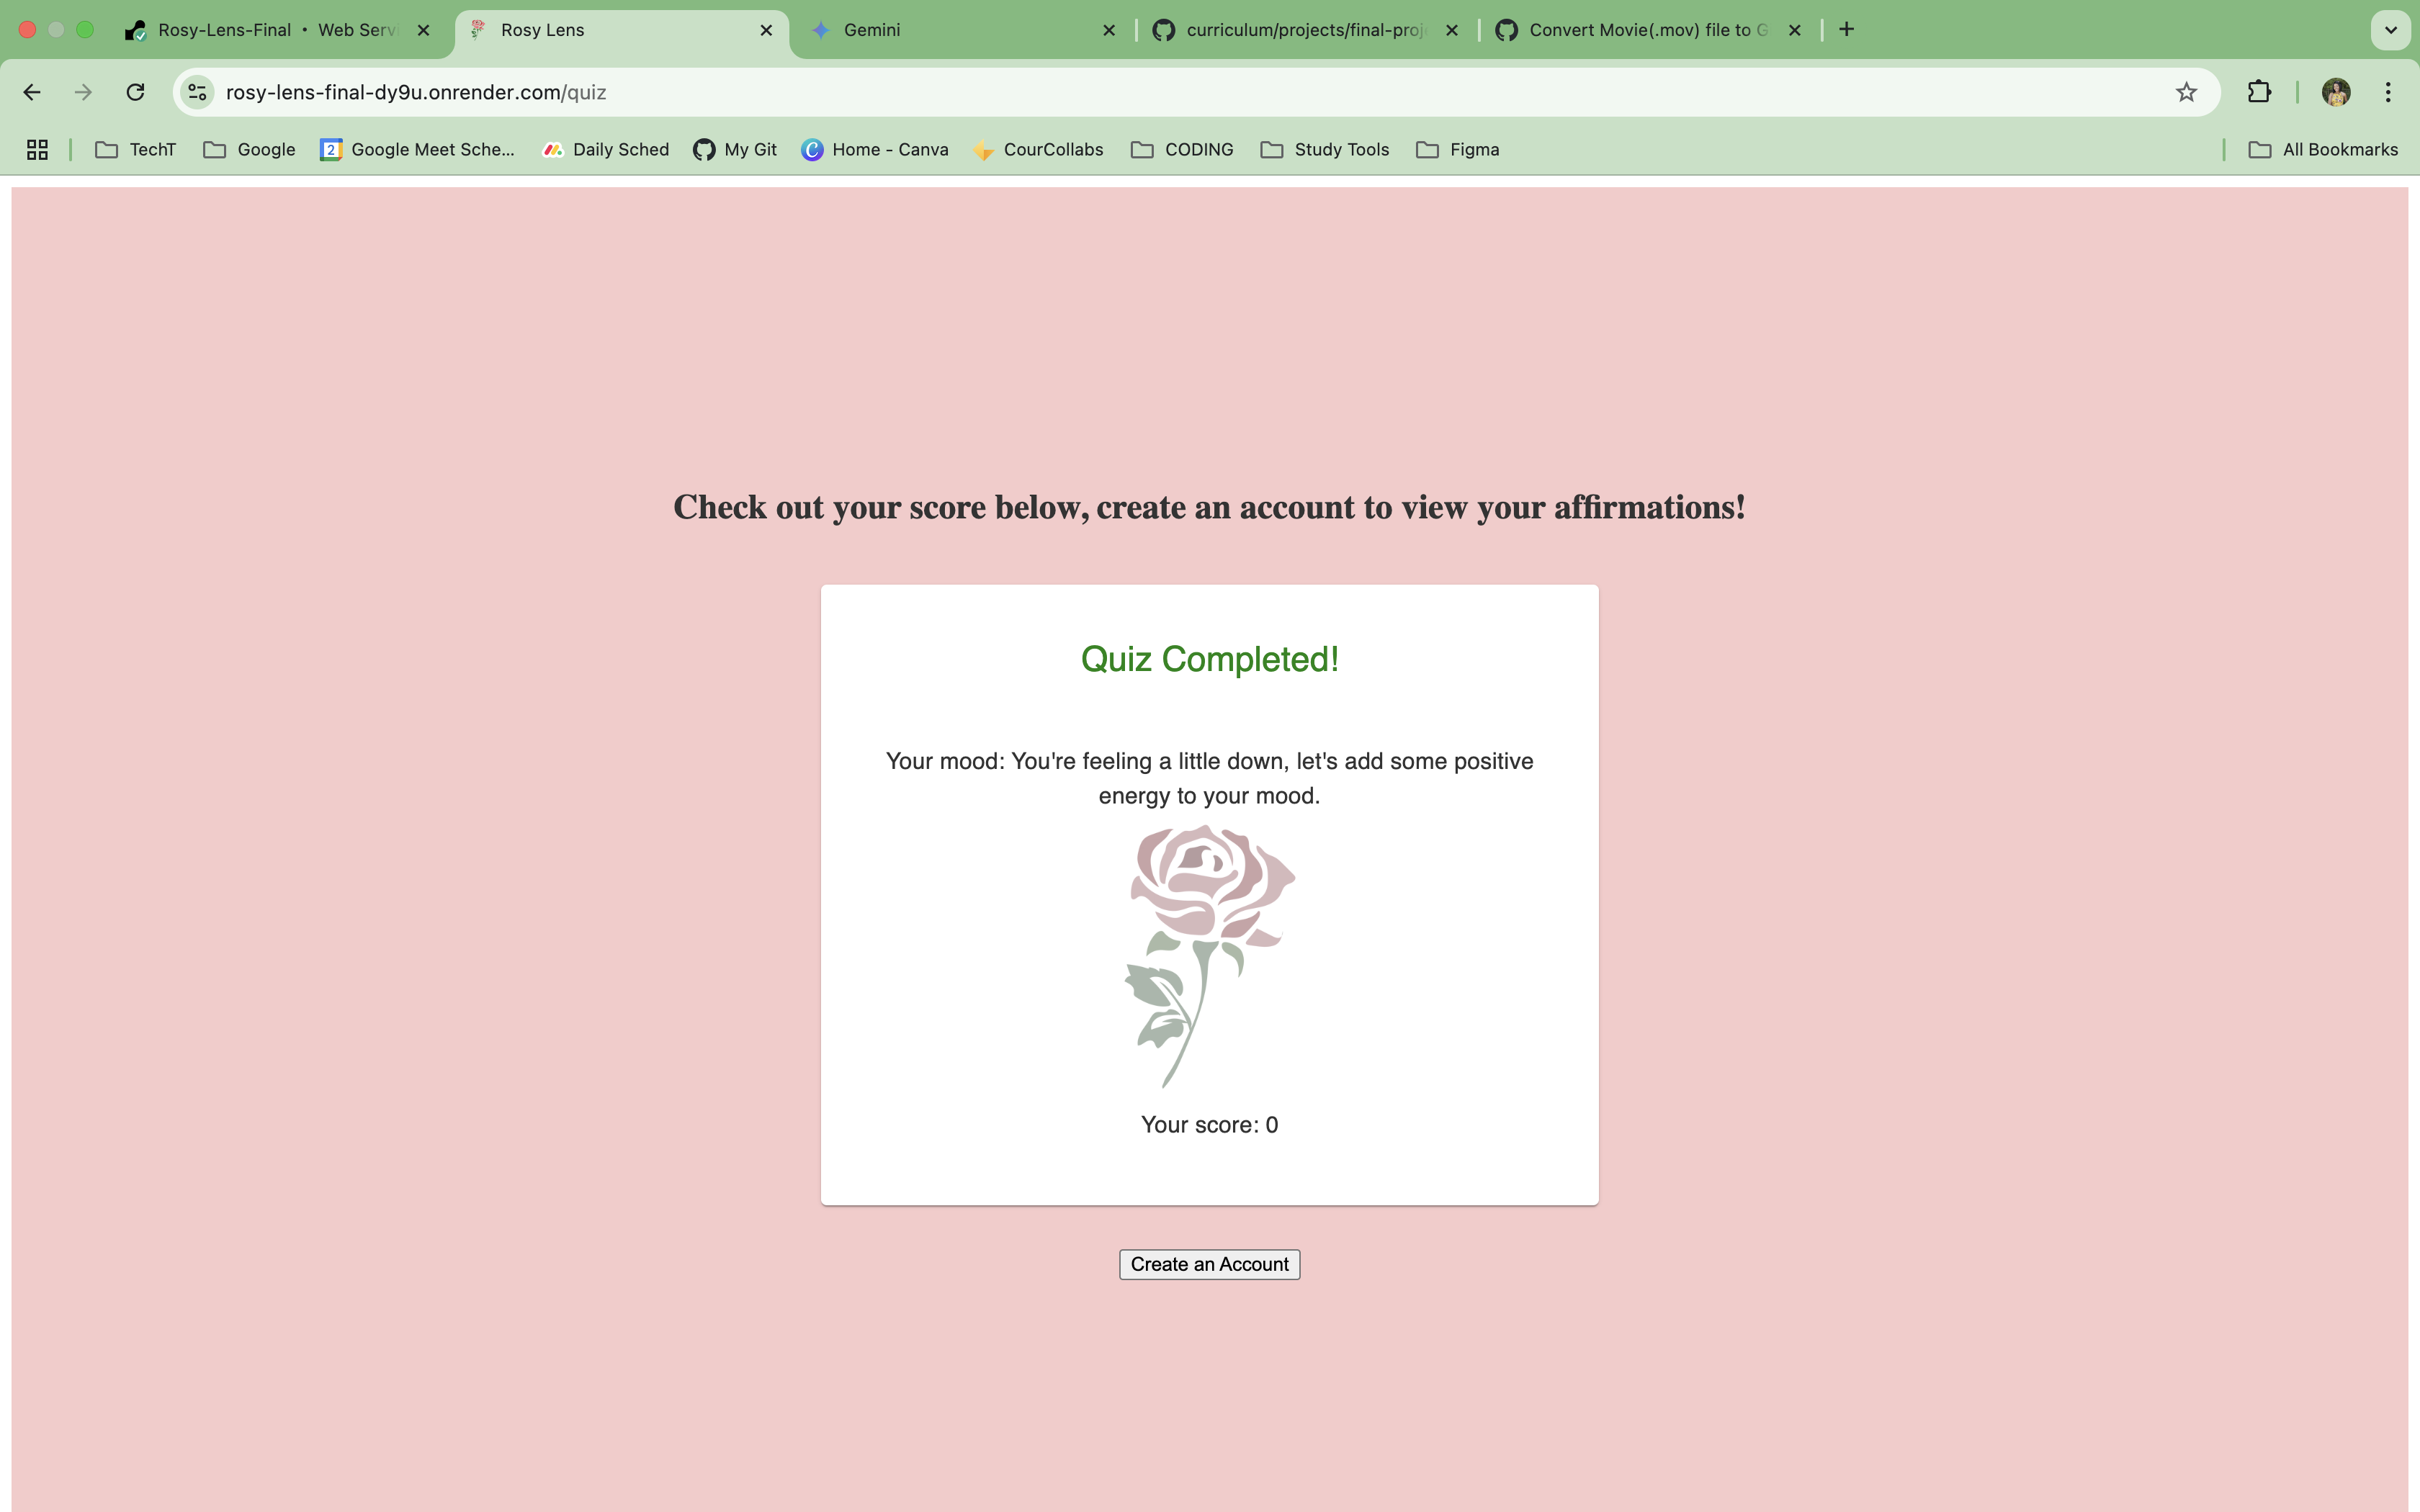 Rosy-Lens-Final • Web Serv
Rosy Lens
Gemini
curriculum/projects/final-proj
Convert Movie(.mov) file to G
rosy-lens-final-dy9u.onrender.com/quiz
TechT
Google
2
Google Meet Sche...
Daily Sched
My Git
C
Home - Canva
CourCollabs
CODING
Study Tools
Figma
All Bookmarks
Check out your score below, create an account to view your affirmations!
Quiz Completed!
Your mood: You're feeling a little down, let's add some positive
energy to your mood.
Your score: 0
Create an Account